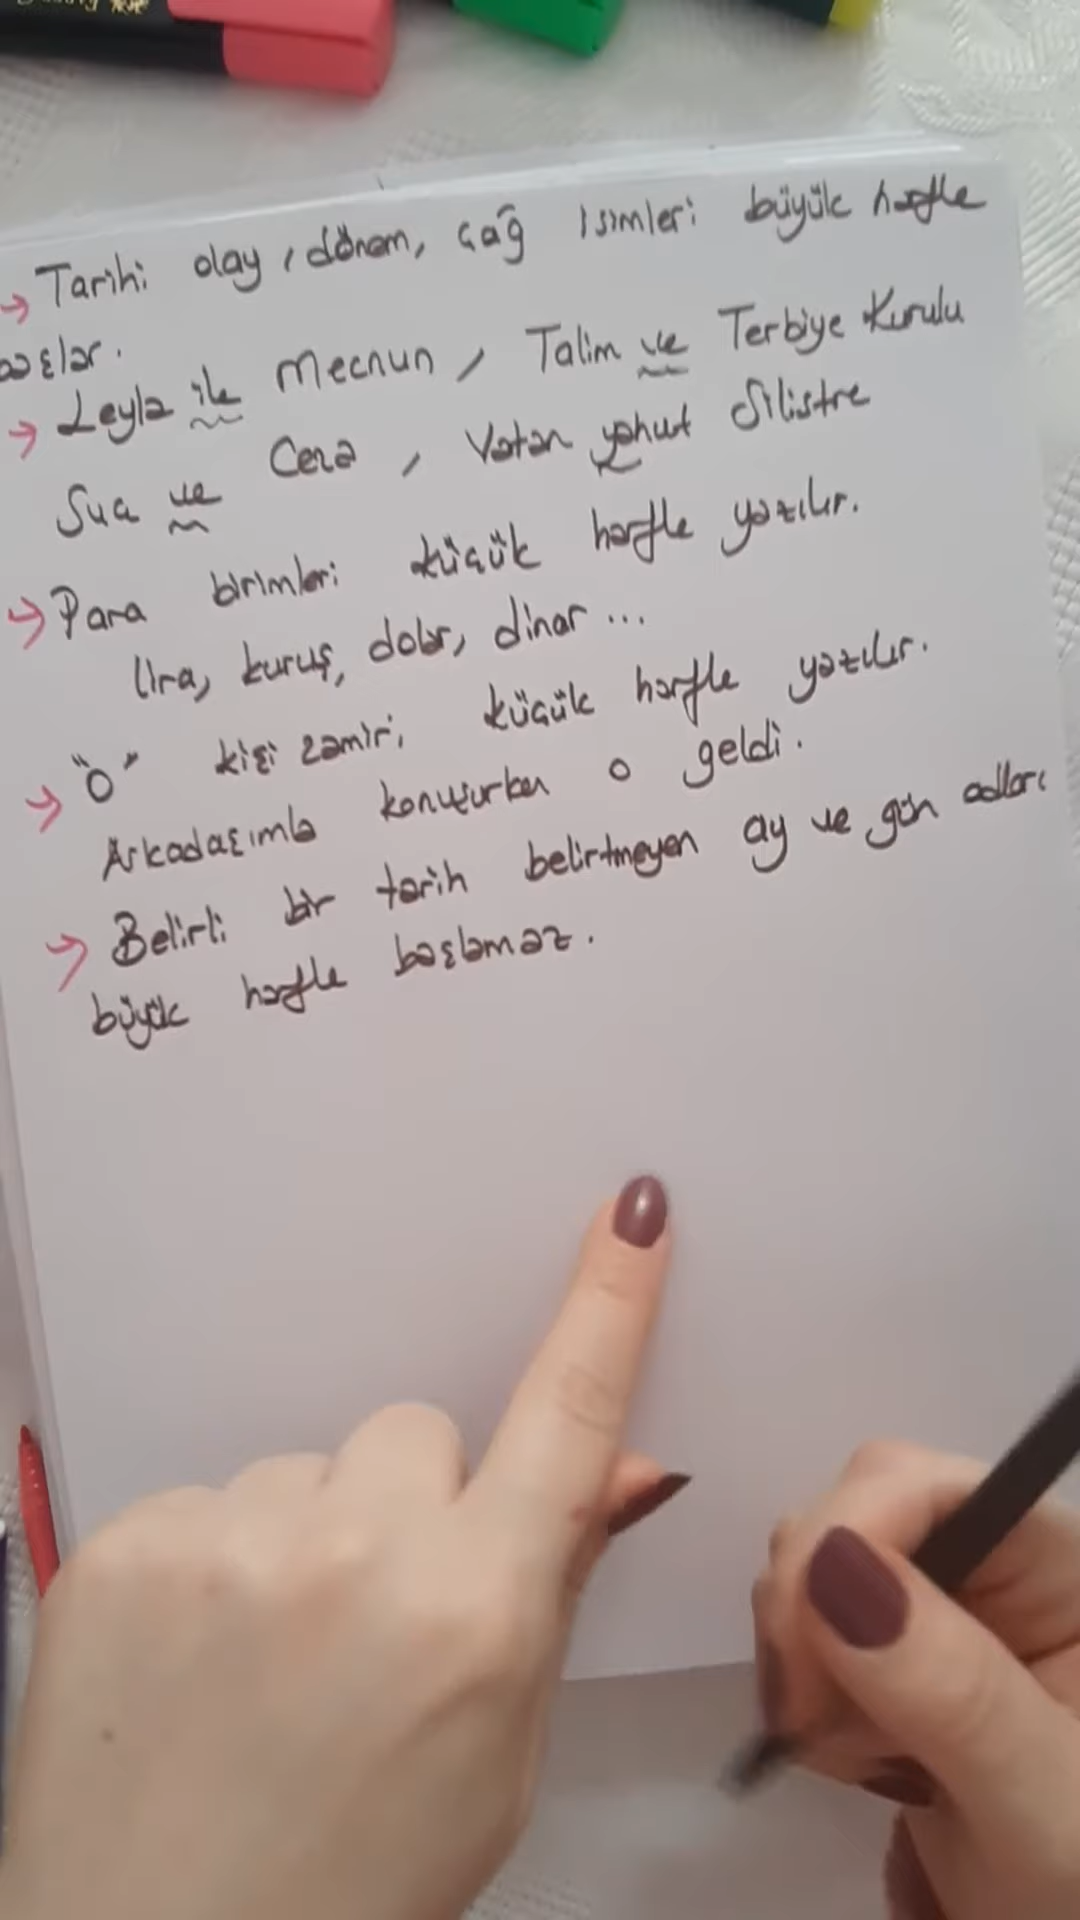 → Tarihi olay, dönem, çağ isimleri büyük harfle
başlar.
→ Leyla ile Mecnun, Talim ve Terbiye Kurulu
Suç ve Ceza, Vatan yahut Silistre
→ Para birimleri küçük harfle yazılır.
lira, kuruş, dolar, dinar ...
→ "O" kişi zamiri küçük harfle yazılır.
Arkadaşımla konuşurken o geldi.
→ Belirli bir tarih belirtmeyen ay ve gün adları
büyük harfle başlamaz.